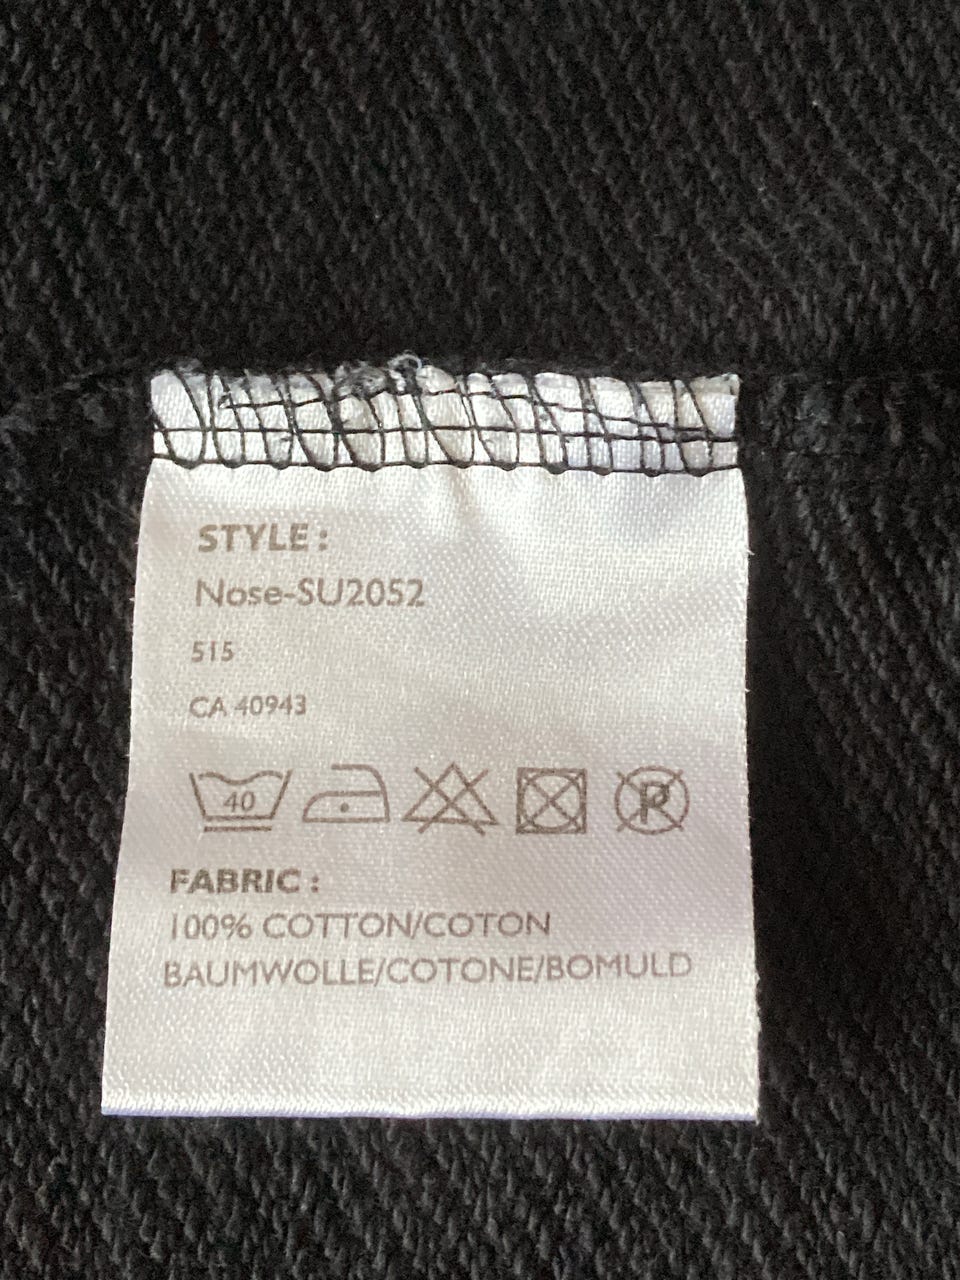 STYLE :
Nose-SU2052
515
CA 40943
40
P
FABRIC :
100% COTTON/COTON
BAUMWOLLE/COTONE/BOMULD